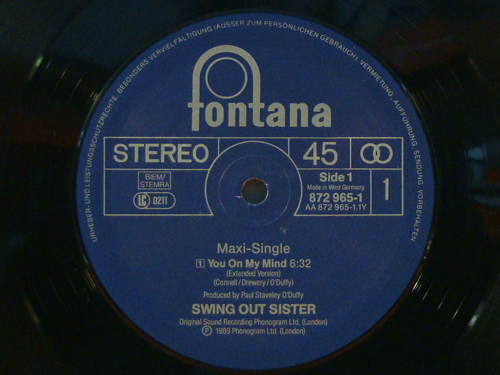 URHEBER- UND LEISTUNGSSCHUTZRECHTE, BESONDERS VERVIELFÄLTIGUNG (AUSSER ZUM PERSÖNLICHEN GEBRAUCH), VERMIETUNG, AUFFÜHRUNG, SENDUNG, VORBEHALTEN.
fontana
STEREO
45
BIEM/
STEMRA
LC 0211
Side 1
Made in West Germany
872 965-1
AA 872 965-1.1Y
1
Maxi-Single
1 You On My Mind 6:32
(Extended Version)
(Connell/Drewery/O'Duffy)
Produced by Paul Staveley O'Duffy
SWING OUT SISTER
Original Sound Recording Phonogram Ltd. (London)
℗ 1989 Phonogram Ltd. (London)